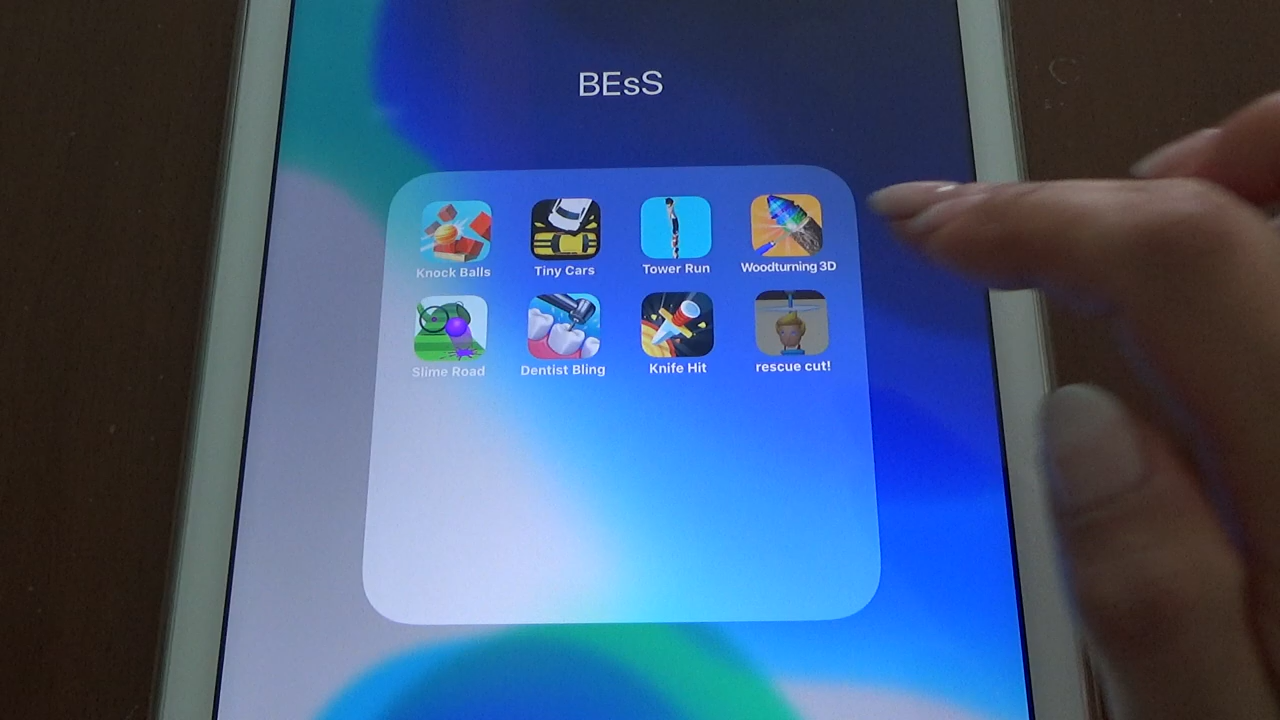 BEsS
Knock Balls
Tiny Cars
Tower Run
Woodturning 3D
Slime Road
Dentist Bling
Knife Hit
rescue cut!